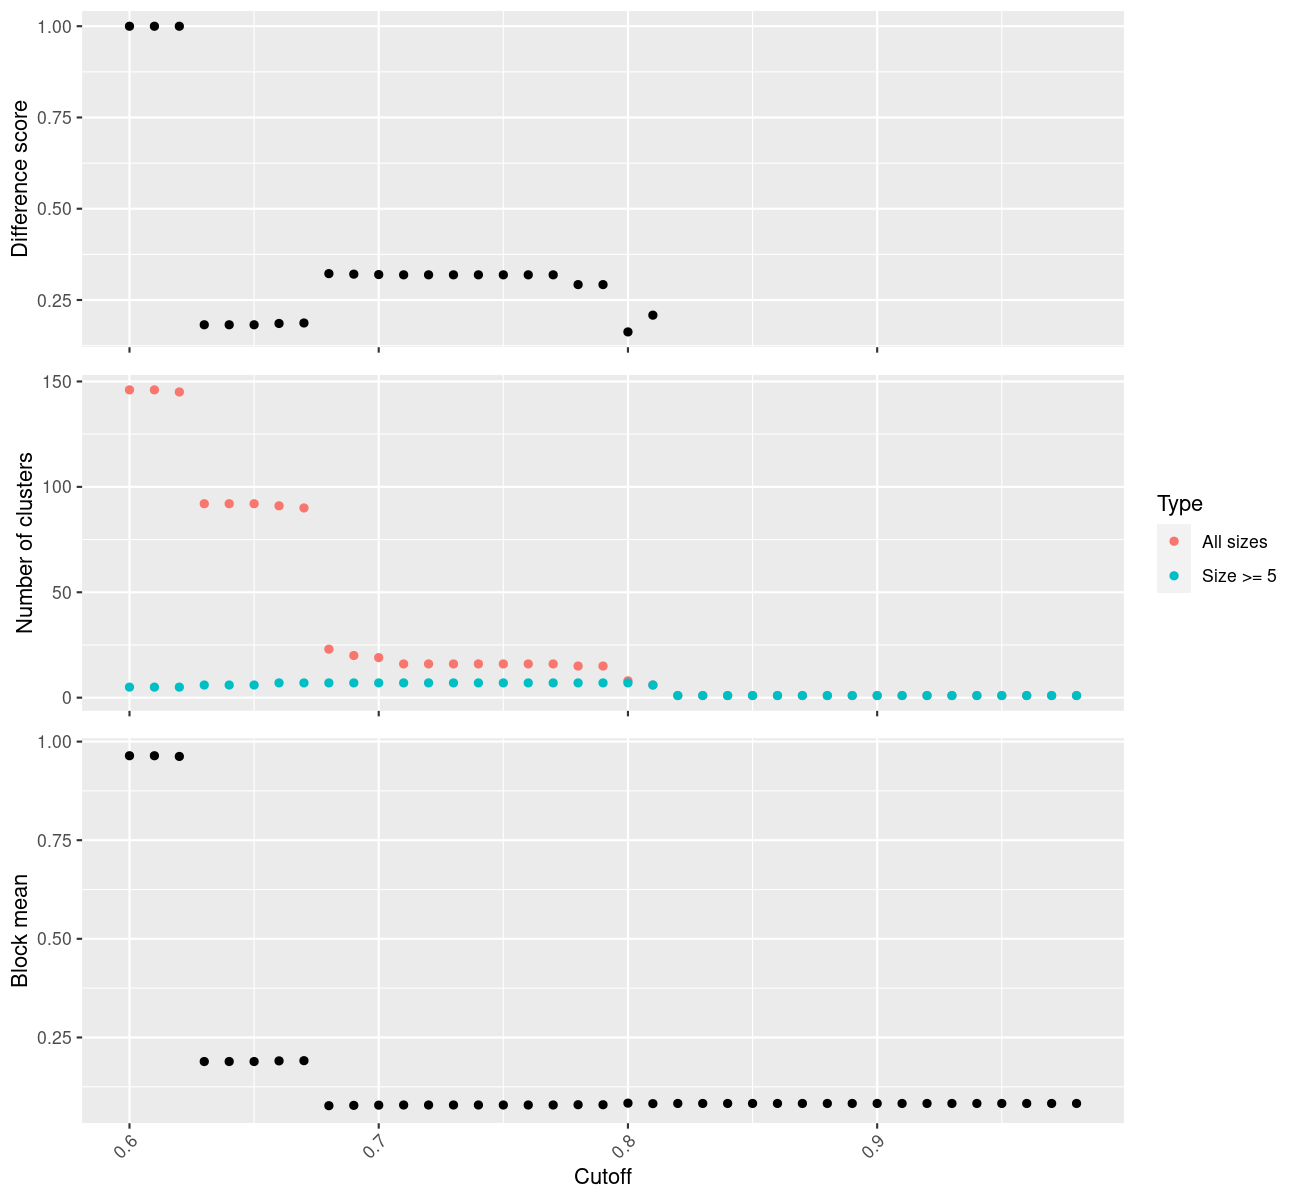 Difference score
1.00
0.75
0.50
0.25
Number of clusters
150
100
50
0
Type
All sizes
Size >= 5
Block mean
1.00
0.75
0.50
0.25
0.6
0.7
0.8
0.9
Cutoff